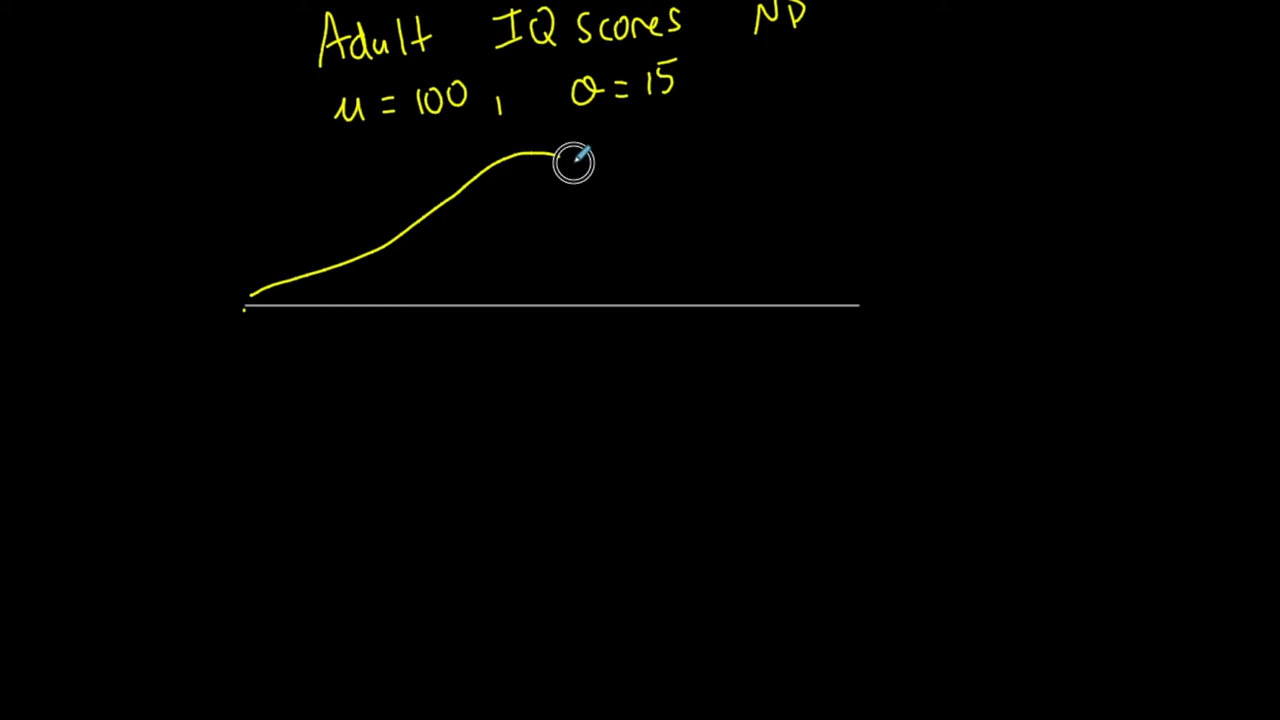 Adult IQ scores ND
μ = 100, σ = 15